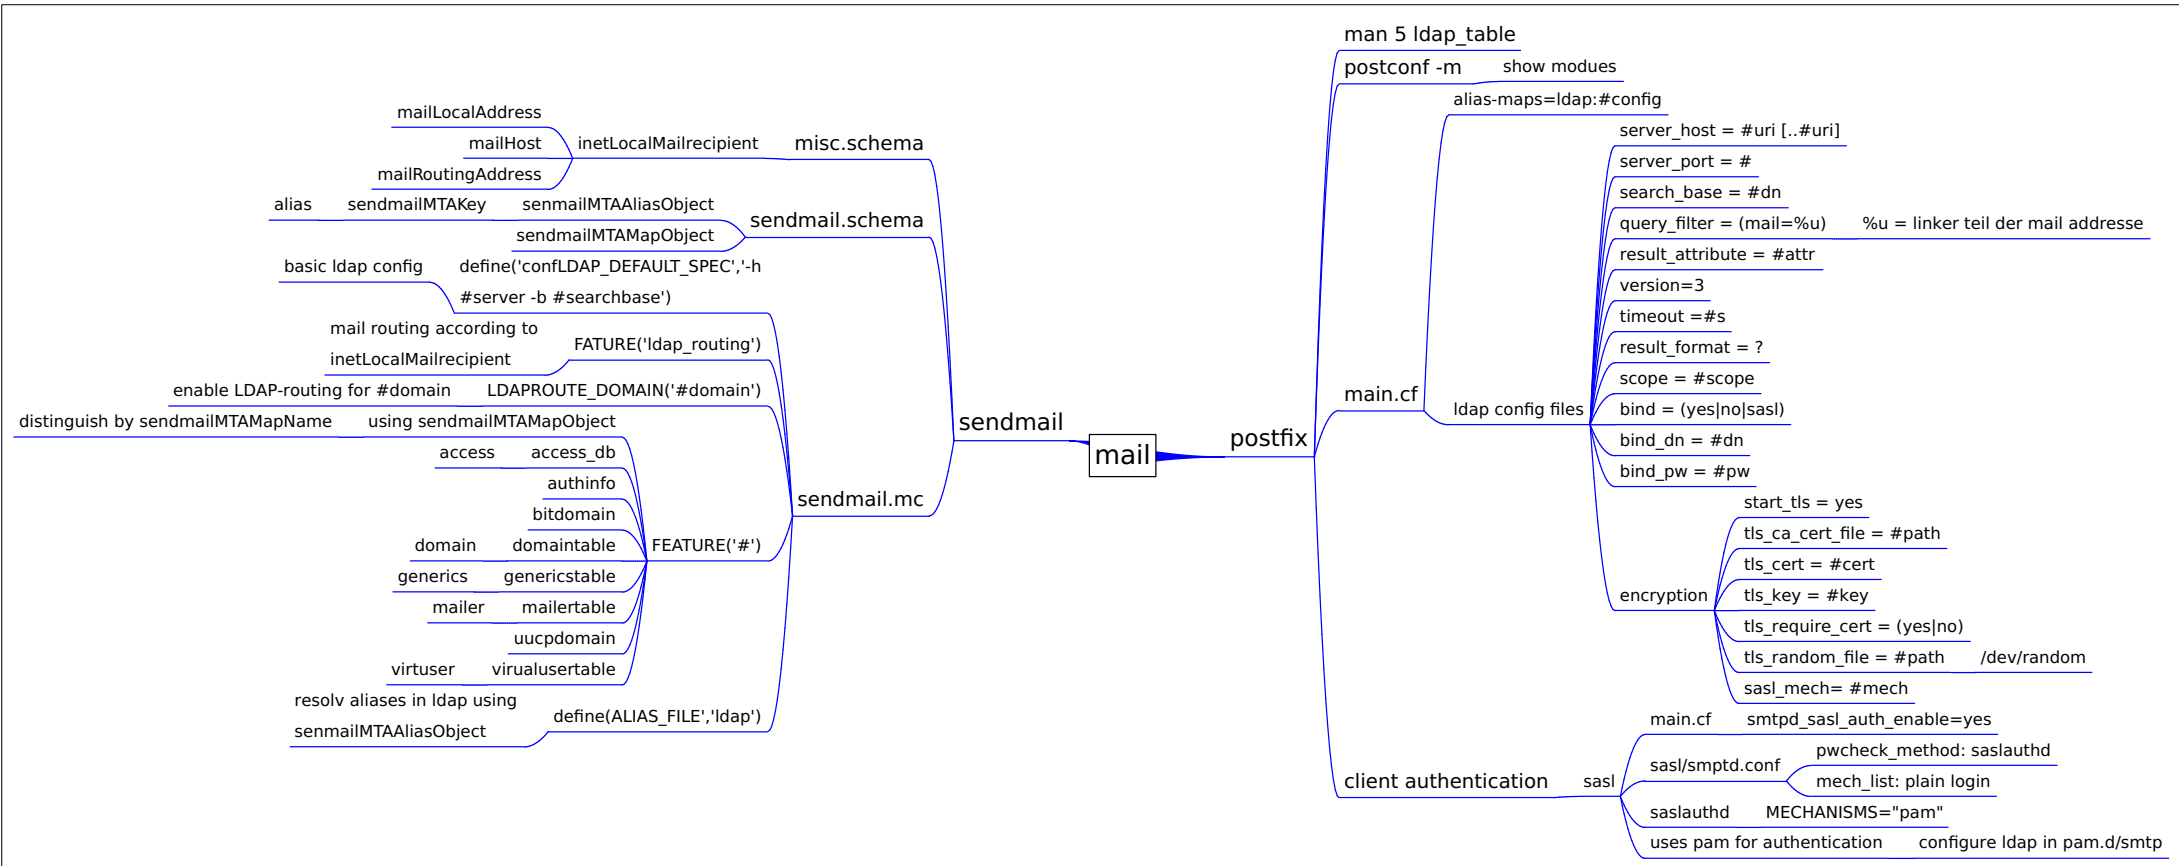 mail
sendmail
misc.schema
inetLocalMailrecipient
mailLocalAddress
mailHost
mailRoutingAddress
sendmail.schema
senmailMTAAliasObject
sendmailMTAKey
alias
sendmailMTAMapObject
sendmail.mc
define('confLDAP_DEFAULT_SPEC','-h
#server -b #searchbase')
basic ldap config
FATURE('ldap_routing')
mail routing according to
inetLocalMailrecipient
LDAPROUTE_DOMAIN('#domain')
enable LDAP-routing for #domain
FEATURE('#')
using sendmailMTAMapObject
distinguish by sendmailMTAMapName
access_db
access
authinfo
bitdomain
domaintable
domain
genericstable
generics
mailertable
mailer
uucpdomain
virualusertable
virtuser
define(ALIAS_FILE','ldap')
resolv aliases in ldap using
senmailMTAAliasObject
postfix
man 5 ldap_table
postconf -m
show modues
main.cf
alias-maps=ldap:#config
ldap config files
server_host = #uri [..#uri]
server_port = #
search_base = #dn
query_filter = (mail=%u)
%u = linker teil der mail addresse
result_attribute = #attr
version=3
timeout =#s
result_format = ?
scope = #scope
bind = (yes|no|sasl)
bind_dn = #dn
bind_pw = #pw
encryption
start_tls = yes
tls_ca_cert_file = #path
tls_cert = #cert
tls_key = #key
tls_require_cert = (yes|no)
tls_random_file = #path
/dev/random
sasl_mech= #mech
client authentication
sasl
main.cf
smtpd_sasl_auth_enable=yes
sasl/smptd.conf
pwcheck_method: saslauthd
mech_list: plain login
saslauthd
MECHANISMS="pam"
uses pam for authentication
configure ldap in pam.d/smtp